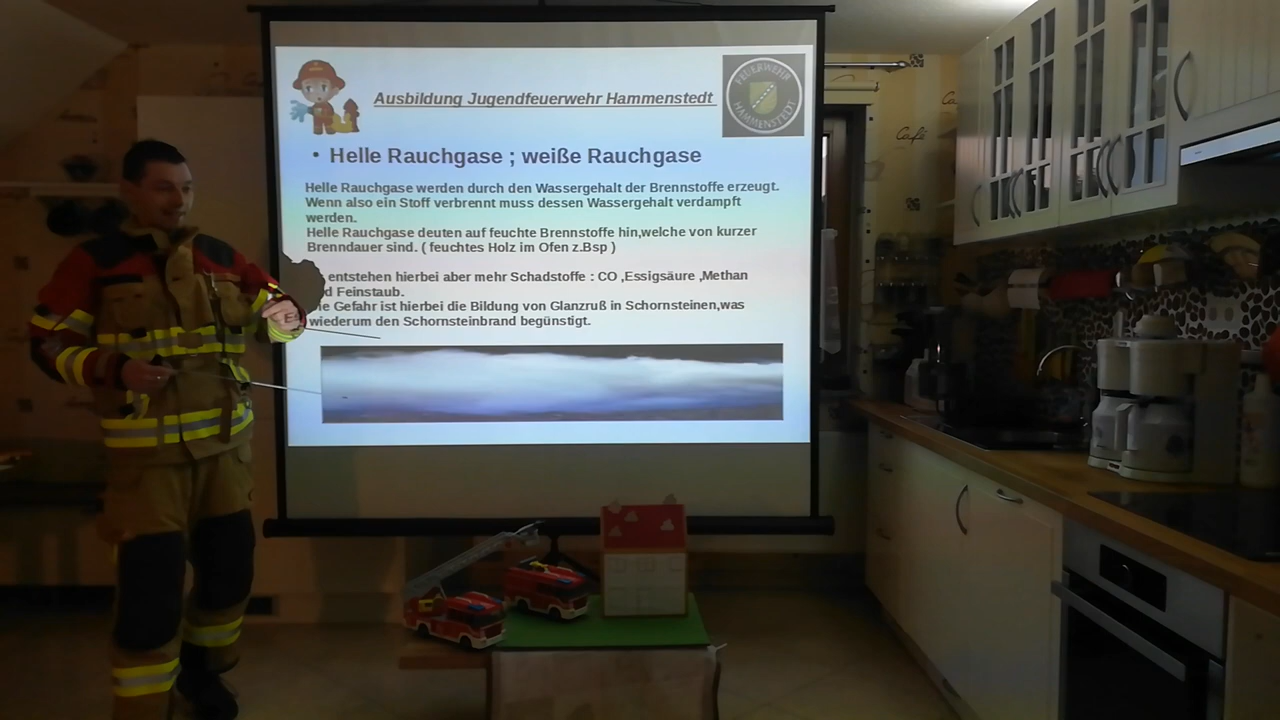 Ausbildung Jugendfeuerwehr Hammenstedt
FEUERWEHR
HAMMENSTEDT
• Helle Rauchgase ; weiße Rauchgase
Helle Rauchgase werden durch den Wassergehalt der Brennstoffe erzeugt.
Wenn also ein Stoff verbrennt muss dessen Wassergehalt verdampft
werden.
Helle Rauchgase deuten auf feuchte Brennstoffe hin,welche von kurzer
Brenndauer sind. ( feuchtes Holz im Ofen z.Bsp )
entstehen hierbei aber mehr Schadstoffe : CO ,Essigsäure ,Methan
Feinstaub.
Gefahr ist hierbei die Bildung von Glanzruß in Schornsteinen,was
wiederum den Schornsteinbrand begünstigt.
Café